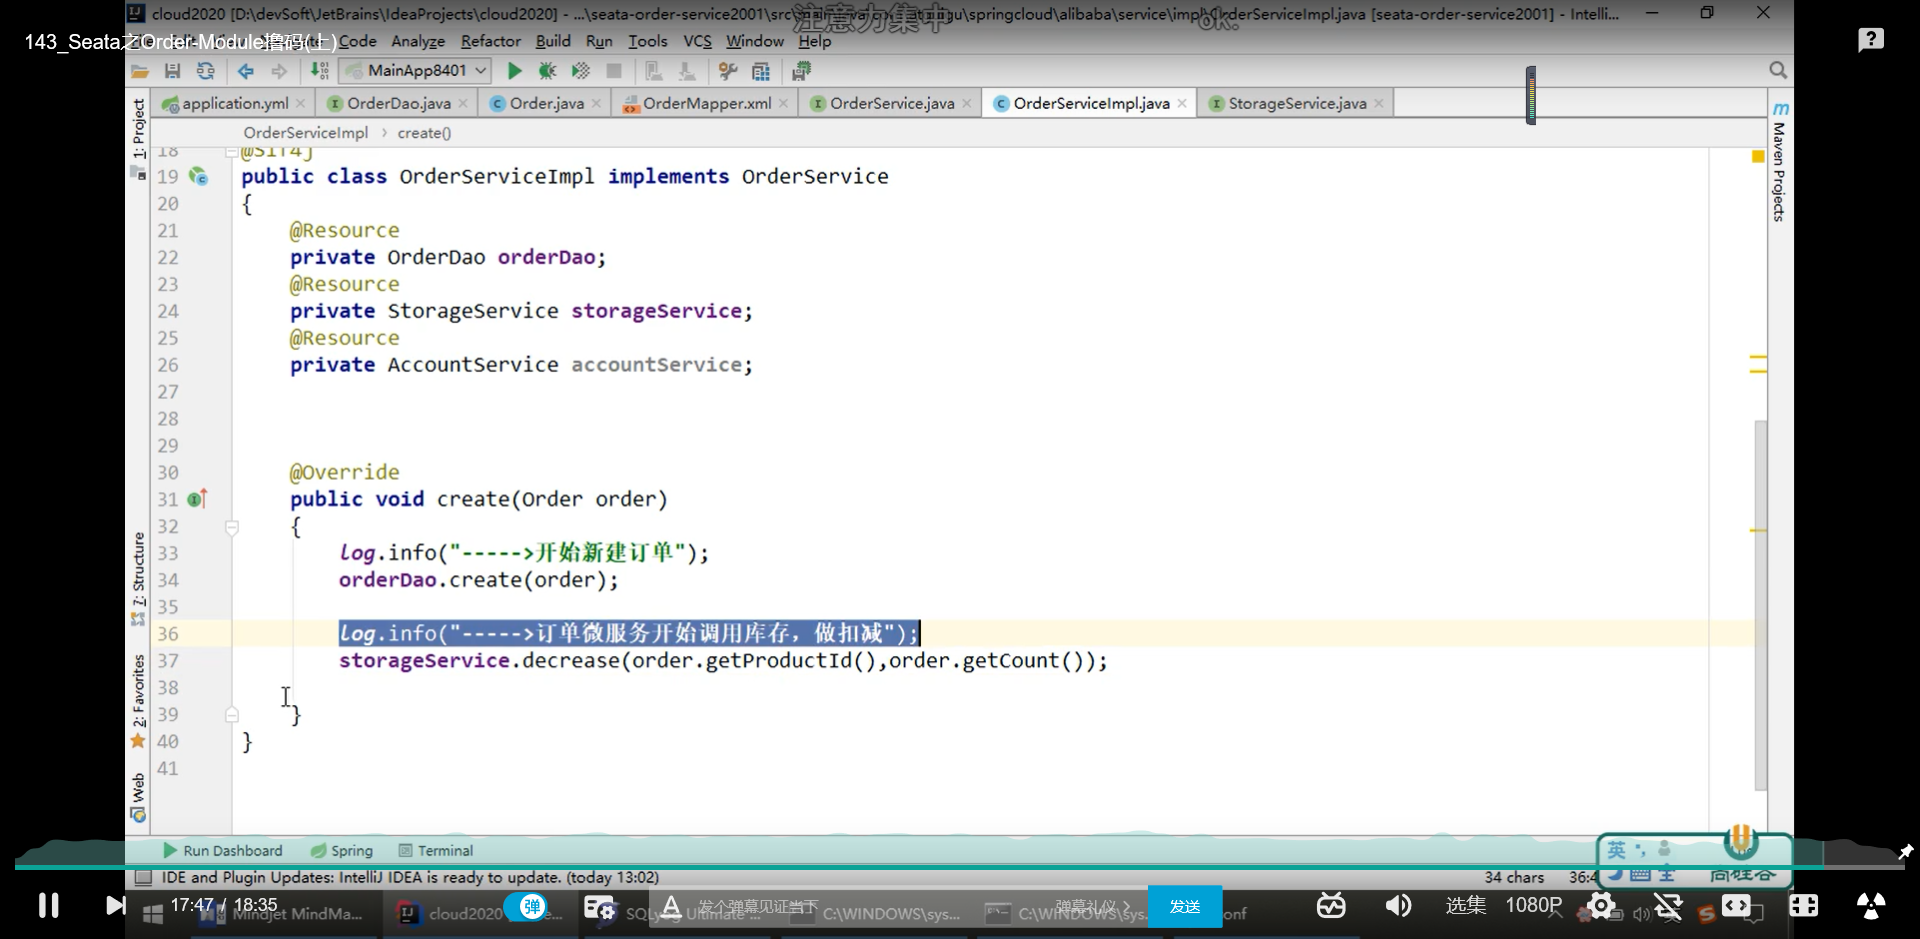 cloud2020 [D:\devSoft\JetBrains\IdeaProjects\cloud2020] - ...\seata-order-service2001\src\
springcloud\alibaba\service\impl\OrderServiceImpl.java [seata-order-service2001] - Intelli...
注意力集中
ok.
143_Seata之Order-Module撸码(上)
Code Analyze Refactor Build Run Tools VCS Window Help
MainApp8401
application.yml OrderDao.java Order.java OrderMapper.xml OrderService.java OrderServiceImpl.java StorageService.java
OrderServiceImpl › create()
1: Project
7: Structure
2: Favorites
Web
Maven Projects
18 @Slf4j
19 public class OrderServiceImpl implements OrderService
20 {
21 @Resource
22 private OrderDao orderDao;
23 @Resource
24 private StorageService storageService;
25 @Resource
26 private AccountService accountService;
27
28
29
30 @Override
31 public void create(Order order)
32 {
33 log.info("----->开始新建订单");
34 orderDao.create(order);
35
36 log.info("----->订单微服务开始调用库存，做扣减");
37 storageService.decrease(order.getProductId(),order.getCount());
38
39 }
40 }
41
Run Dashboard Spring Terminal
英
尚硅谷
IDE and Plugin Updates: IntelliJ IDEA is ready to update. (today 13:02)
34 chars 36:4
17:47 / 18:35
弹
发个弹幕见证当下
弹幕礼仪 ›
发送
选集 1080P
Mindjet MindMa...
cloud2020
SQLyog Ultimate
C:\WINDOWS\sys...
C:\WINDOWS\sys...